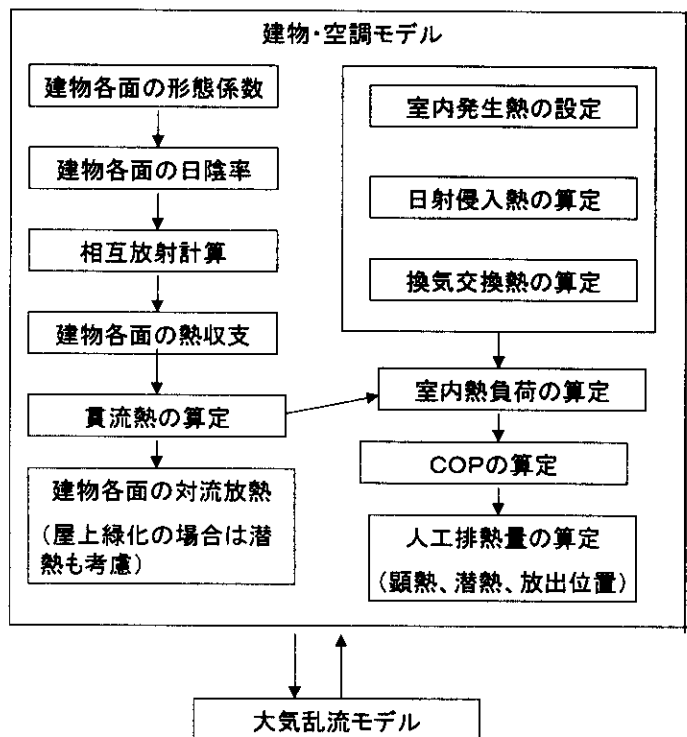 建物・空調モデル
建物各面の形態係数
建物各面の日陰率
相互放射計算
建物各面の熱収支
貫流熱の算定
建物各面の対流放熱
(屋上緑化の場合は潜
熱も考慮)
室内発生熱の設定
日射侵入熱の算定
換気交換熱の算定
室内熱負荷の算定
COPの算定
人工排熱量の算定
(顕熱、潜熱、放出位置)
大気乱流モデル